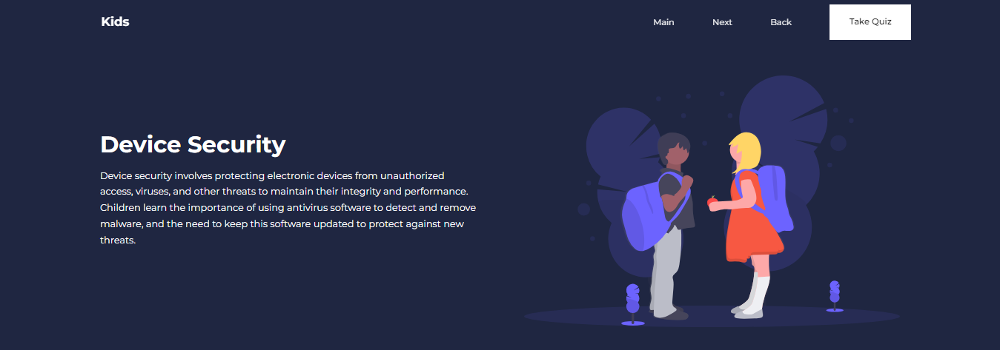 Kids
Main
Next
Back
Take Quiz
Device Security
Device security involves protecting electronic devices from unauthorized
access, viruses, and other threats to maintain their integrity and performance.
Children learn the importance of using antivirus software to detect and remove
malware, and the need to keep this software updated to protect against new
threats.